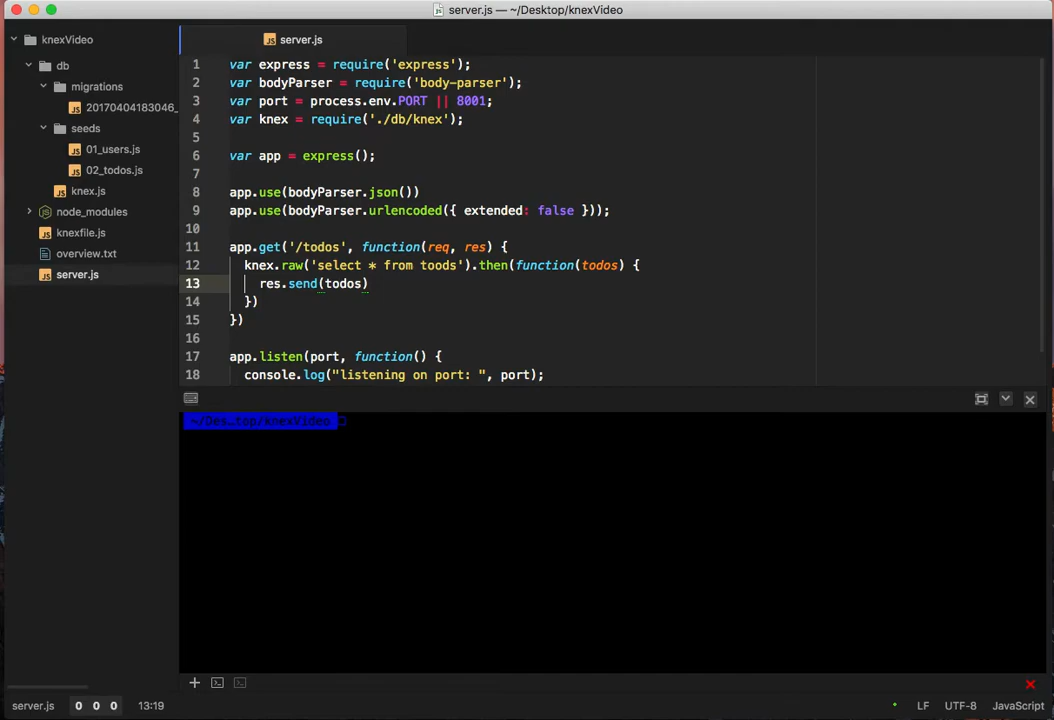 server.js — ~/Desktop/knexVideo
knexVideo
db
migrations
20170404183046_
seeds
01_users.js
02_todos.js
knex.js
node_modules
knexfile.js
overview.txt
server.js
server.js
1 var express = require('express');
2 var bodyParser = require('body-parser');
3 var port = process.env.PORT || 8001;
4 var knex = require('./db/knex');
5
6 var app = express();
7
8 app.use(bodyParser.json())
9 app.use(bodyParser.urlencoded({ extended: false }));
10
11 app.get('/todos', function(req, res) {
12 knex.raw('select * from toods').then(function(todos) {
13 res.send(todos)
14 })
15 })
16
17 app.listen(port, function() {
18 console.log("listening on port: ", port);
~/Des…top/knexVideo
server.js 0 0 0 13:19 LF UTF-8 JavaScript